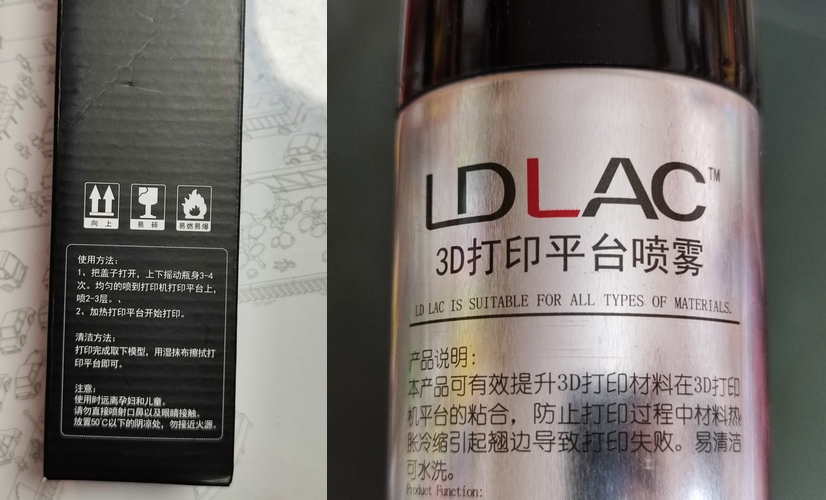 向上
易碎
易燃易爆
使用方法:
1、把盖子打开，上下摇动瓶身3-4
次。均匀的喷到打印机打印平台上，
喷2-3层。、
2、加热打印平台开始打印。
清洁方法:
打印完成取下模型，用湿抹布擦拭打
印平台即可。
注意:
使用时远离孕妇和儿童。
请勿直接喷射口鼻以及眼睛接触。
放置50℃以下的阴凉处，勿接近火源。
LDLAC™
3D打印平台喷雾
LD LAC IS SUITABLE FOR ALL TYPES OF MATERIALS.
产品说明:
本产品可有效提升3D打印材料在3D打印
机平台的粘合，防止打印过程中材料热
胀冷缩引起翘边导致打印失败。易清洁
可水洗。
Product Function: